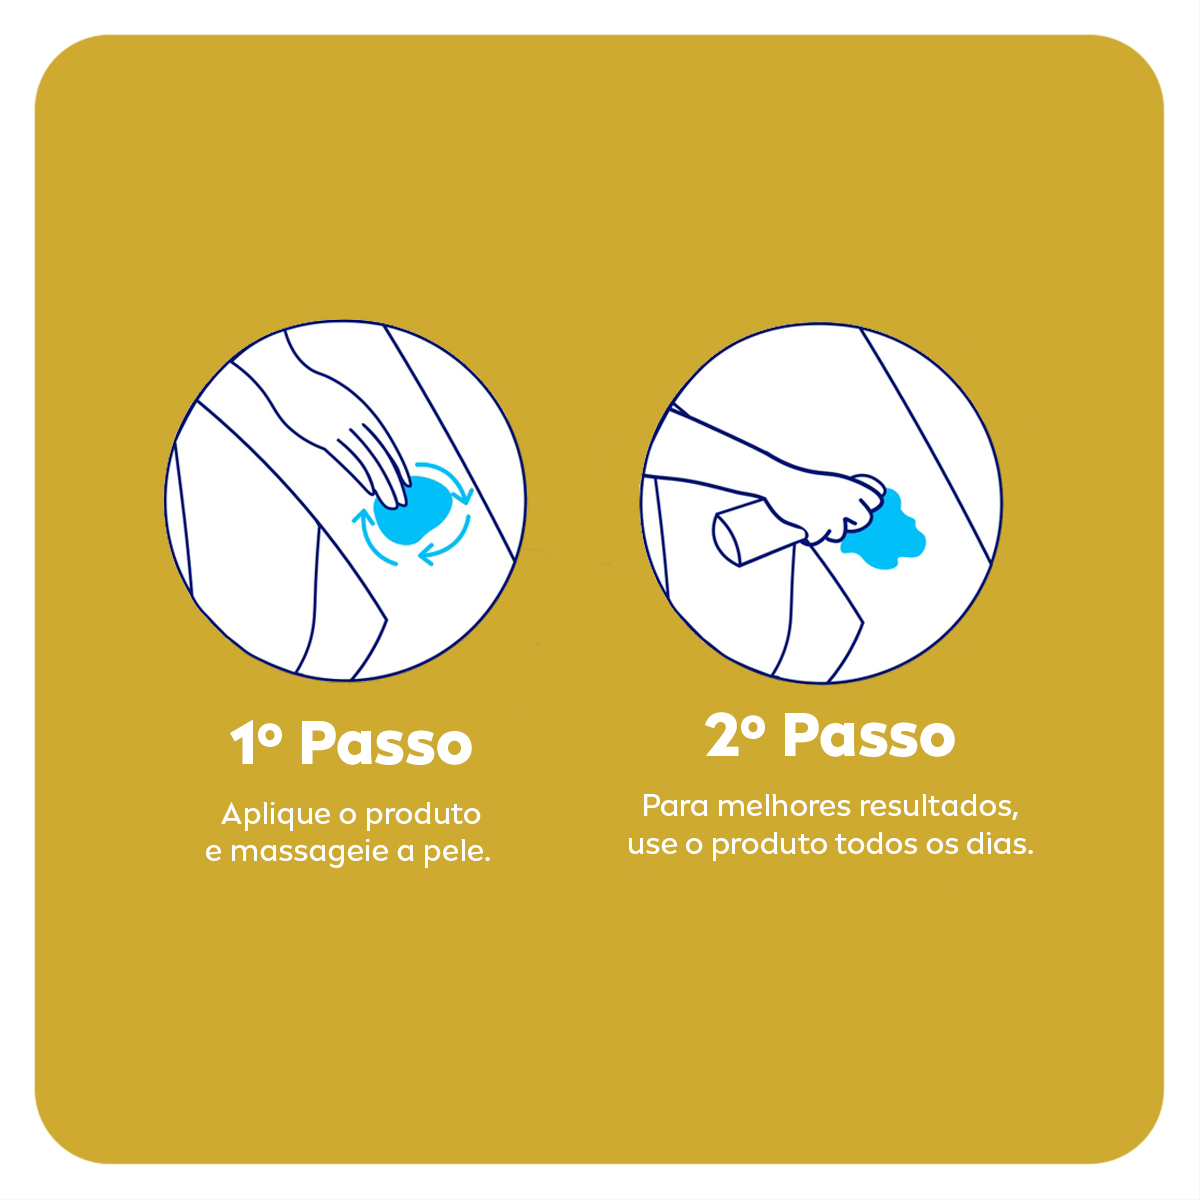 1º Passo
Aplique o produto
e massageie a pele.
2º Passo
Para melhores resultados,
use o produto todos os dias.